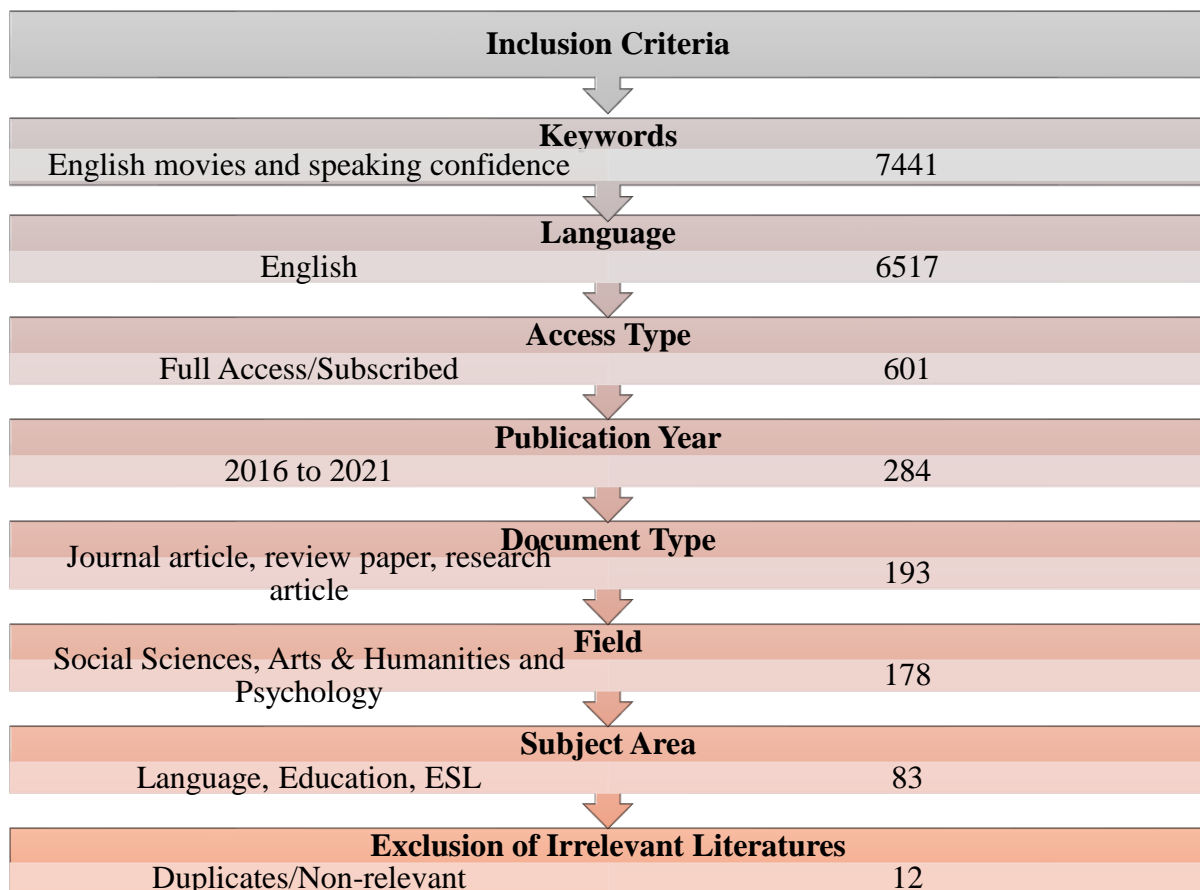 Inclusion Criteria
Keywords
English movies and speaking confidence 7441
Language
English 6517
Access Type
Full Access/Subscribed 601
Publication Year
2016 to 2021 284
Document Type
Journal article, review paper, research
article 193
Field
Social Sciences, Arts & Humanities and
Psychology 178
Subject Area
Language, Education, ESL 83
Exclusion of Irrelevant Literatures
Duplicates/Non-relevant 12